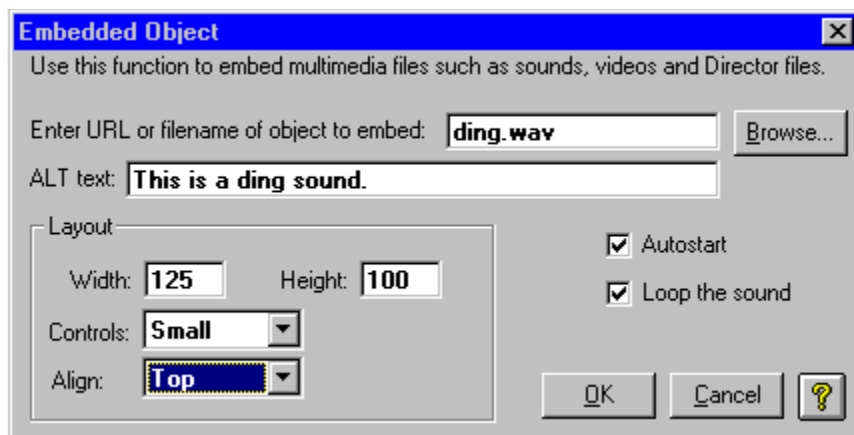 Embedded Object
Use this function to embed multimedia files such as sounds, videos and Director files.
Enter URL or filename of object to embed: ding.wav Browse...
ALT text: This is a ding sound.
Layout
Autostart
Width: 125 Height: 100
Loop the sound
Controls: Small
Align: Top
OK Cancel ?